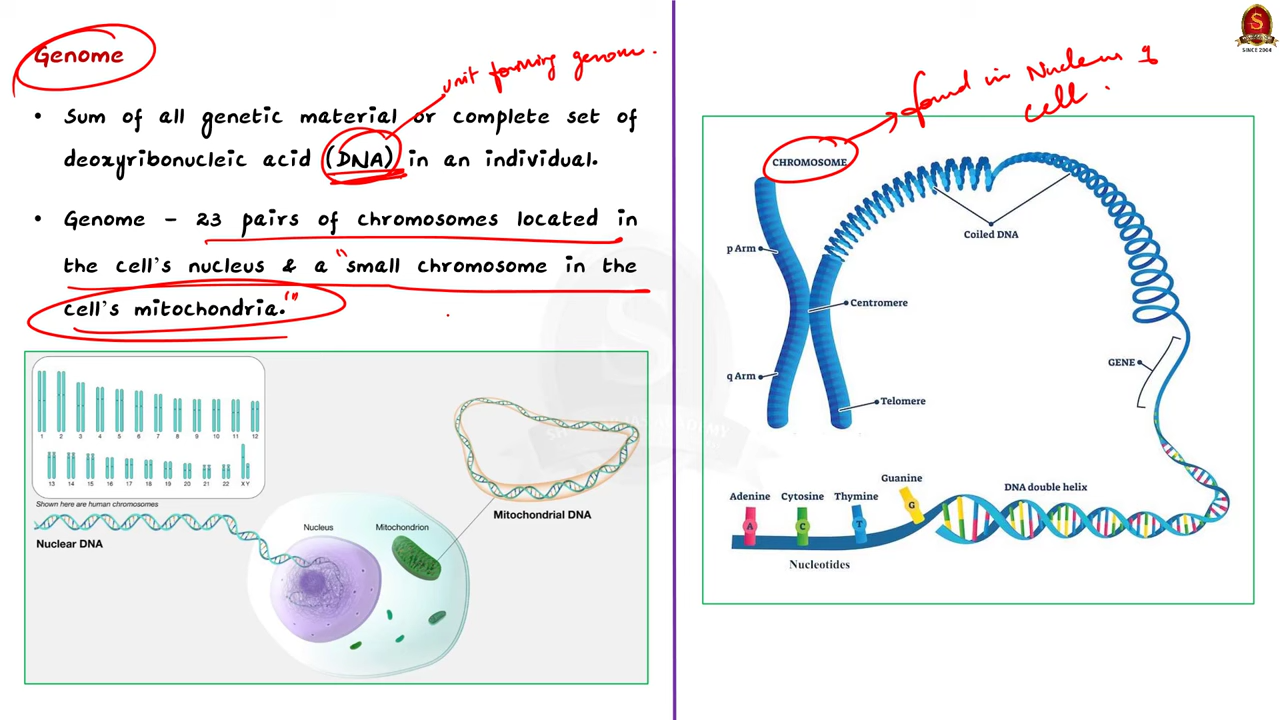 Genome
unit forming genome.
• Sum of all genetic material or complete set of
deoxyribonucleic acid (DNA) in an individual.
• Genome – 23 pairs of chromosomes located in
the cell's nucleus & a "small chromosome in the
cell's mitochondria."
1 2 3 4 5 6 7 8 9 10 11 12
13 14 15 16 17 18 19 20 21 22 XY
Shown here are human chromosomes
Nuclear DNA
Nucleus
Mitochondrion
Mitochondrial DNA
S
SINCE 2004
found in Nucleus of
cell.
CHROMOSOME
p Arm
Coiled DNA
Centromere
GENE
q Arm
Telomere
Guanine
Adenine Cytosine Thymine
DNA double helix
A C T G
Nucleotides